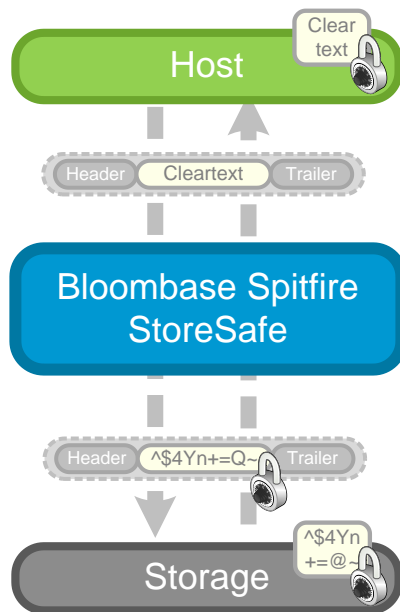 Clear
text
Host
Header Cleartext Trailer
Bloombase Spitfire
StoreSafe
Header ^$4Yn+=Q~ Trailer
^$4Yn
+=@~
Storage